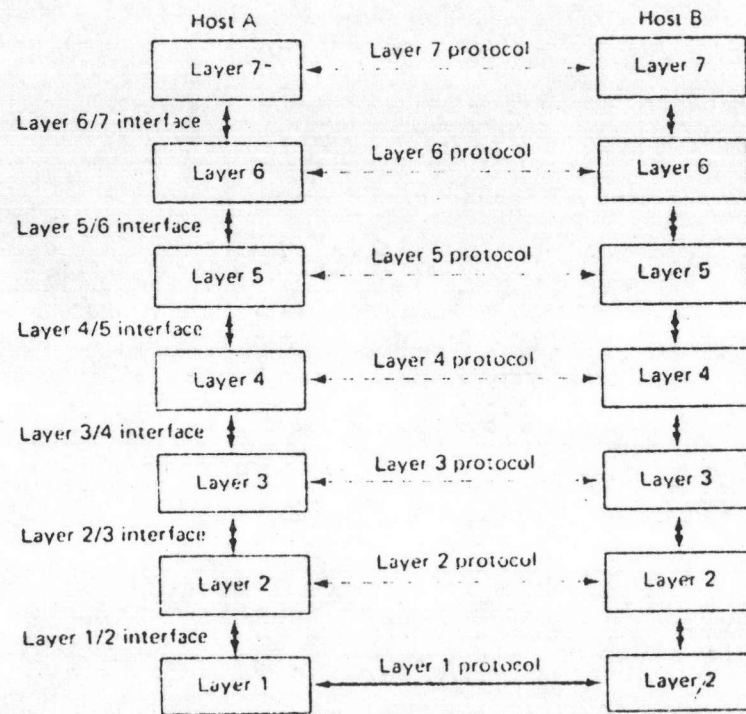 Host A Host B
Layer 7 Layer 7 protocol Layer 7
Layer 6/7 interface
Layer 6 Layer 6 protocol Layer 6
Layer 5/6 interface
Layer 5 Layer 5 protocol Layer 5
Layer 4/5 interface
Layer 4 Layer 4 protocol Layer 4
Layer 3/4 interface
Layer 3 Layer 3 protocol Layer 3
Layer 2/3 interface
Layer 2 Layer 2 protocol Layer 2
Layer 1/2 interface
Layer 1 Layer 1 protocol Layer 2